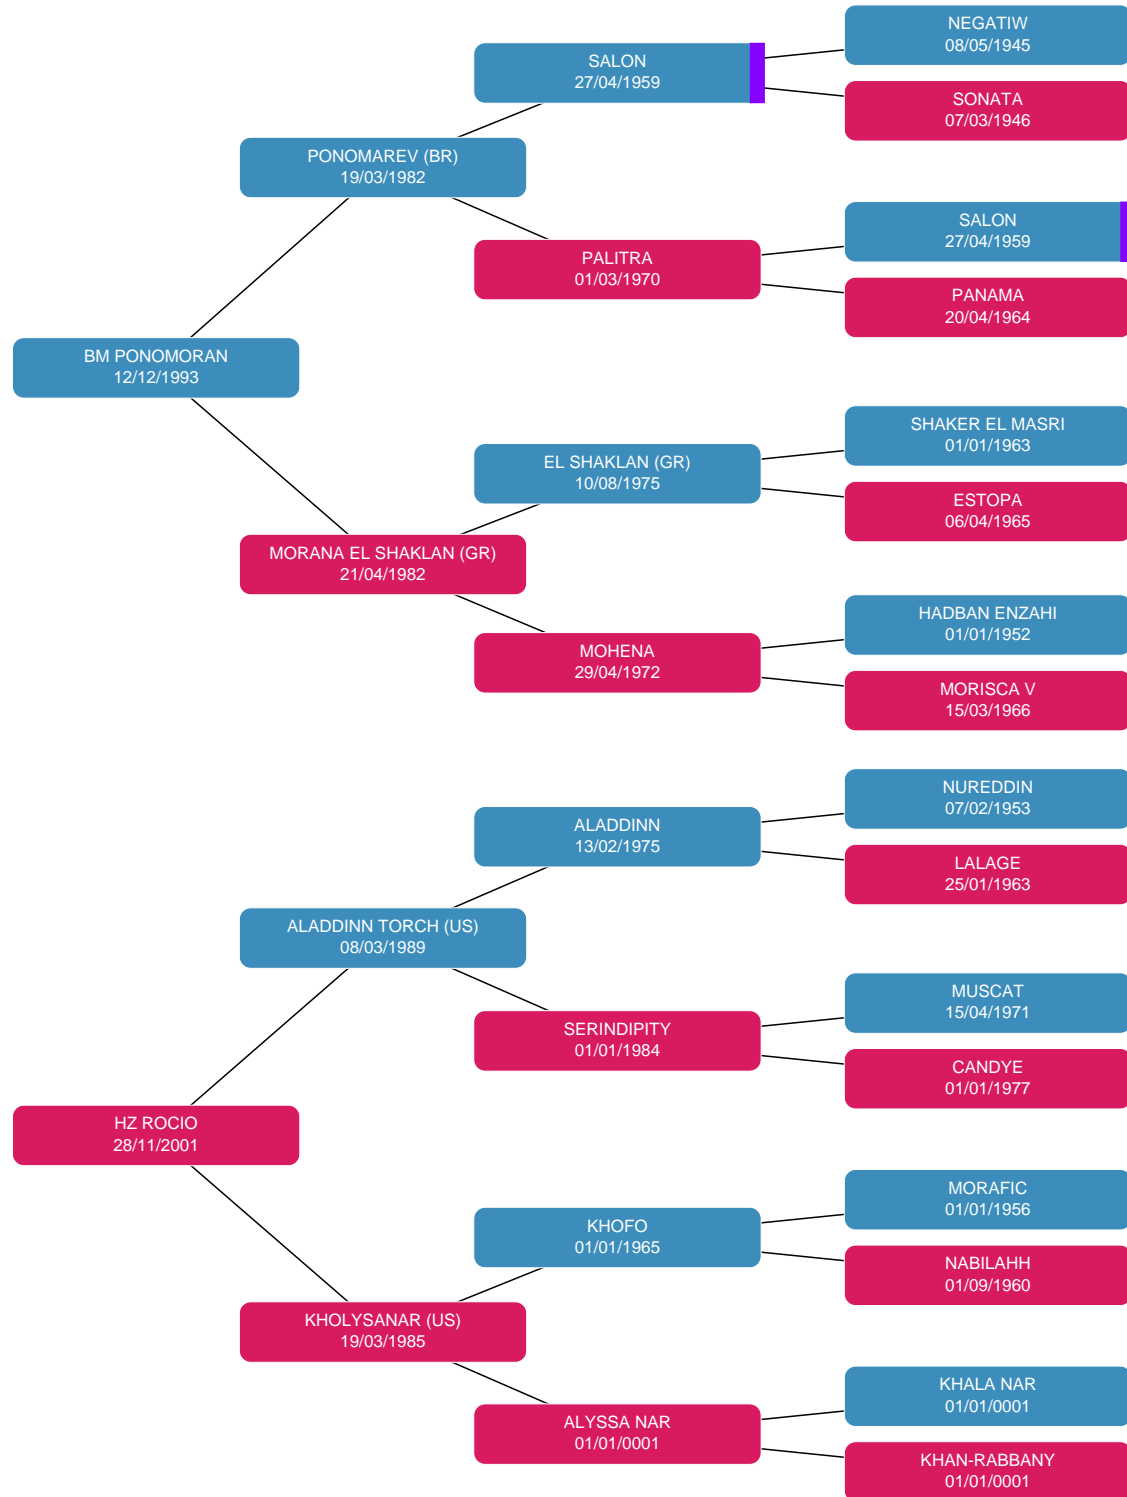 NEGATIW
08/05/1945
SALON
27/04/1959
SONATA
07/03/1946
PONOMAREV (BR)
19/03/1982
SALON
27/04/1959
PALITRA
01/03/1970
PANAMA
20/04/1964
BM PONOMORAN
12/12/1993
SHAKER EL MASRI
01/01/1963
EL SHAKLAN (GR)
10/08/1975
ESTOPA
06/04/1965
MORANA EL SHAKLAN (GR)
21/04/1982
HADBAN ENZAHI
01/01/1952
MOHENA
29/04/1972
MORISCA V
15/03/1966
NUREDDIN
07/02/1953
ALADDINN
13/02/1975
LALAGE
25/01/1963
ALADDINN TORCH (US)
08/03/1989
MUSCAT
15/04/1971
SERINDIPITY
01/01/1984
CANDYE
01/01/1977
HZ ROCIO
28/11/2001
MORAFIC
01/01/1956
KHOFO
01/01/1965
NABILAHH
01/09/1960
KHOLYSANAR (US)
19/03/1985
KHALA NAR
01/01/0001
ALYSSA NAR
01/01/0001
KHAN-RABBANY
01/01/0001